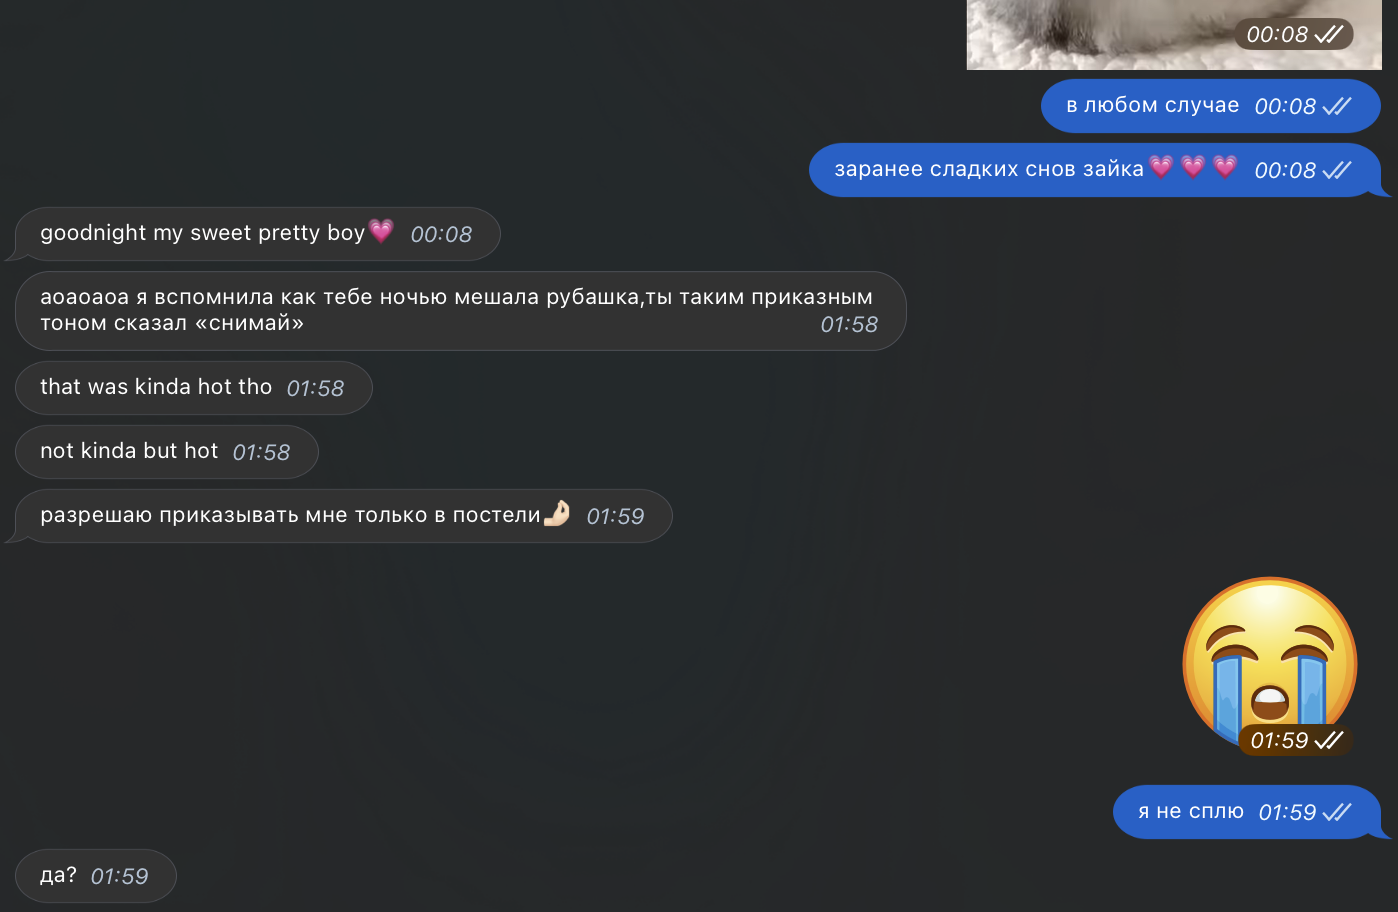 00:08
в любом случае 00:08
заранее сладких снов зайка💗💗💗 00:08
goodnight my sweet pretty boy💗 00:08
аоаоаоа я вспомнила как тебе ночью мешала рубашка,ты таким приказным
тоном сказал «снимай» 01:58
that was kinda hot tho 01:58
not kinda but hot 01:58
разрешаю приказывать мне только в постели🤌🏻 01:59
01:59
я не сплю 01:59
да? 01:59